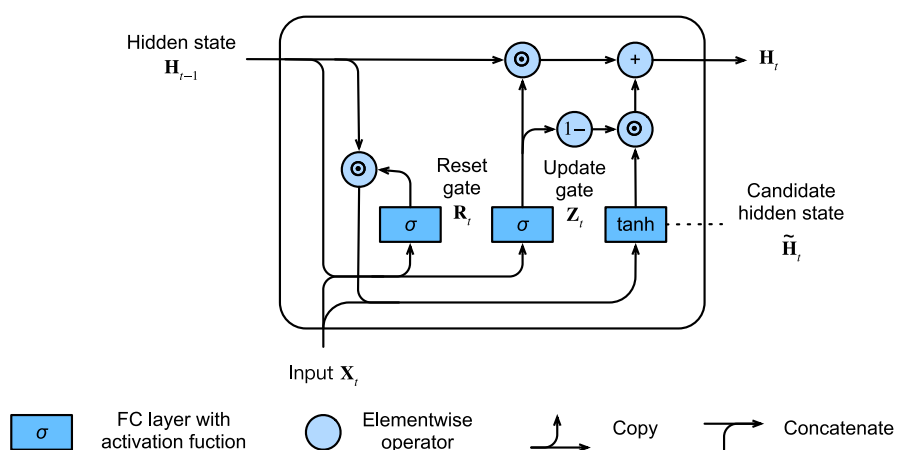 Hidden state
H_{t-1}
⊙
+
H_t
1−
⊙
⊙
Reset
gate
R_t
Update
gate
Z_t
Candidate
hidden state
H̃_t
σ
σ
tanh
Input X_t
σ
FC layer with
activation fuction
Elementwise
operator
Copy
Concatenate